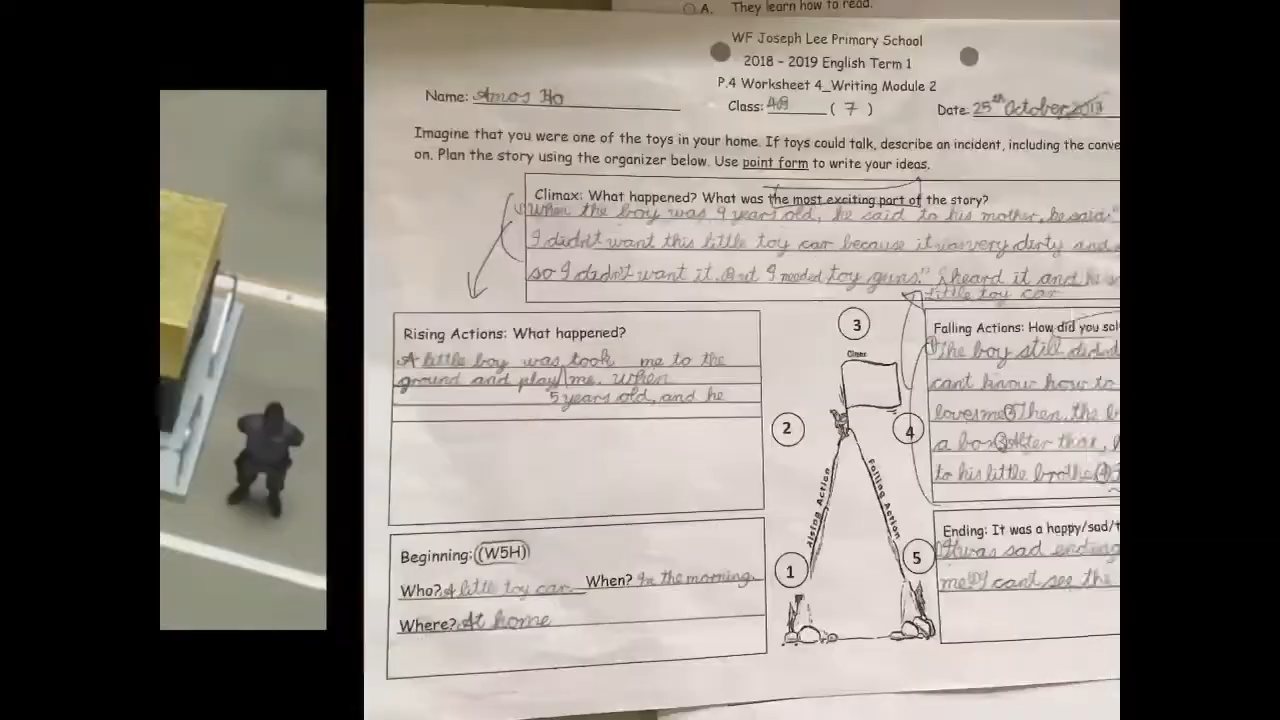 A. They learn how to read.
WF Joseph Lee Primary School
2018 - 2019 English Term 1
P.4 Worksheet 4_Writing Module 2
Name: Amos Ho
Class: ( 7 )
Date: 25th October 2017
Imagine that you were one of the toys in your home. If toys could talk, describe an incident, including the conve
on. Plan the story using the organizer below. Use point form to write your ideas.
Climax: What happened? What was the most exciting part of the story?
When the boy was 9 years old, he said to his mother, he said "
I didn't want this little toy car because it was very dirty and
so I didn't want it. But I needed toy guns." I heard it and he s
little toy car
Rising Actions: What happened?
A little boy was took me to the
ground and play me. when
5 years old, and he
3
Climax
2
4
Rising Action
Falling Action
1
5
Falling Actions: How did you sol
The boy still didn't
cant know how to
loves me Then, the b
a box After that,
to his little brother
Beginning: (W5H)
Who? A little toy car When? In the morning
Where? At home
Ending: It was a happy/sad/t
It was sad ending
me I cant see the